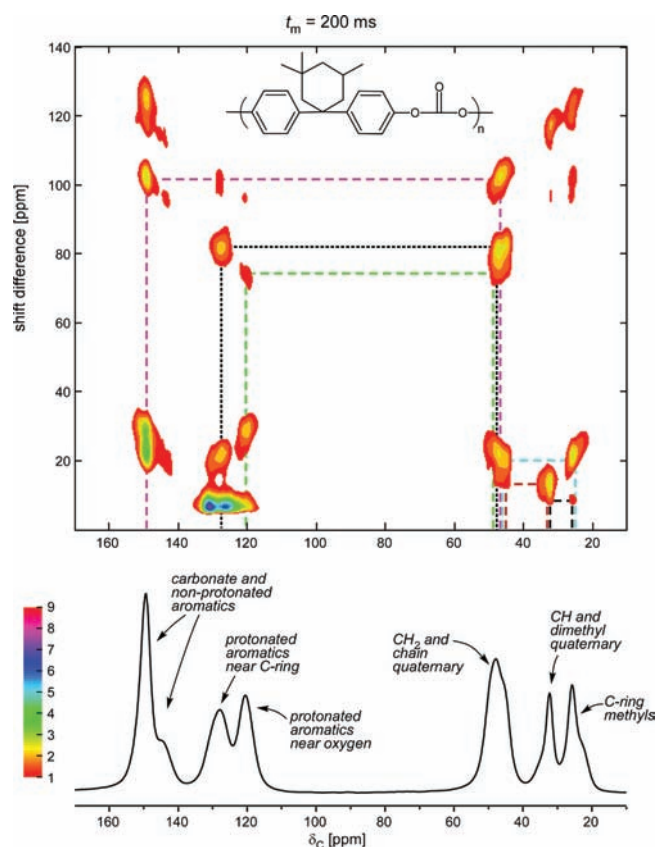 tm = 200 ms
140
120
100
80
60
40
20
shift difference [ppm]
O
O
O
n
160
140
120
100
80
60
40
20
9
8
7
6
5
4
3
2
1
carbonate and
non-protonated
aromatics
protonated
aromatics
near C-ring
protonated
aromatics
near oxygen
CH2 and
chain
quaternary
CH and
dimethyl
quaternary
C-ring
methyls
160
140
120
100
80
60
40
20
δC [ppm]